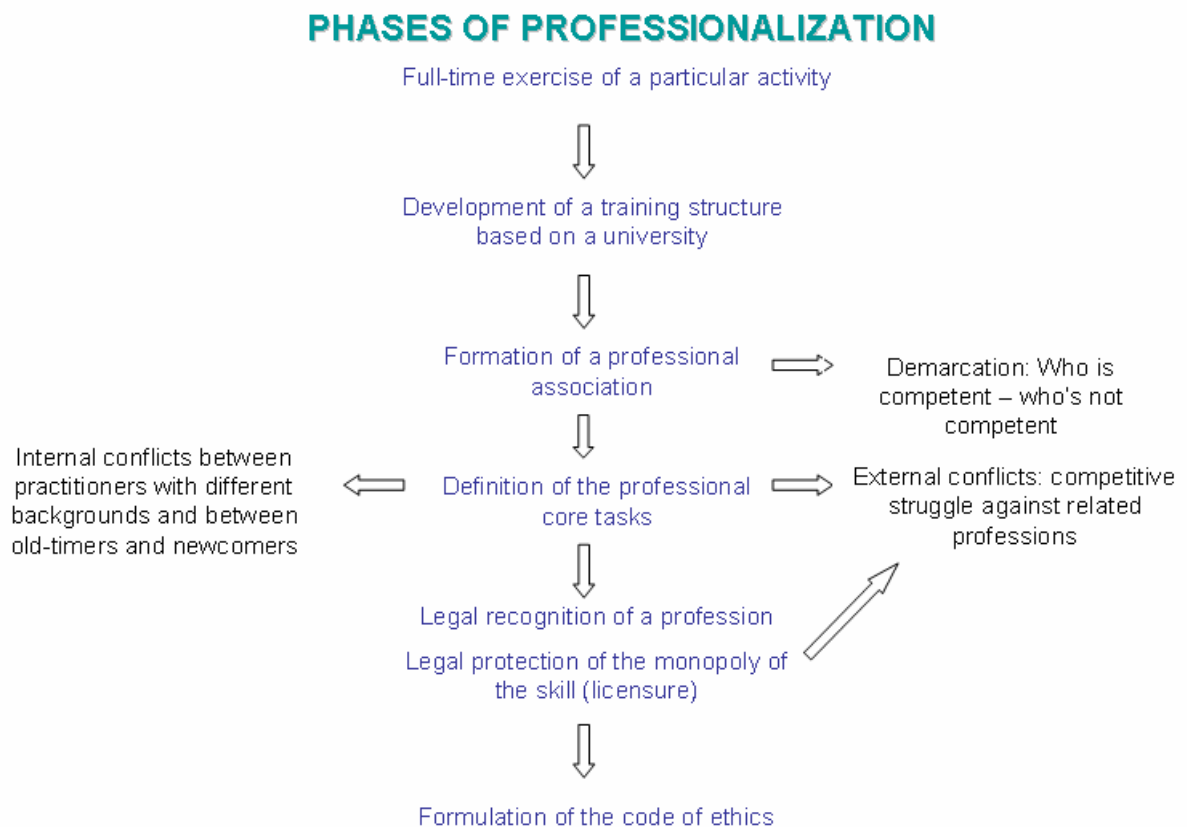 PHASES OF PROFESSIONALIZATION
Full-time exercise of a particular activity
Development of a training structure
based on a university
Formation of a professional
association
Demarcation: Who is
competent – who's not
competent
Internal conflicts between
practitioners with different
backgrounds and between
old-timers and newcomers
Definition of the professional
core tasks
External conflicts: competitive
struggle against related
professions
Legal recognition of a profession
Legal protection of the monopoly of
the skill (licensure)
Formulation of the code of ethics